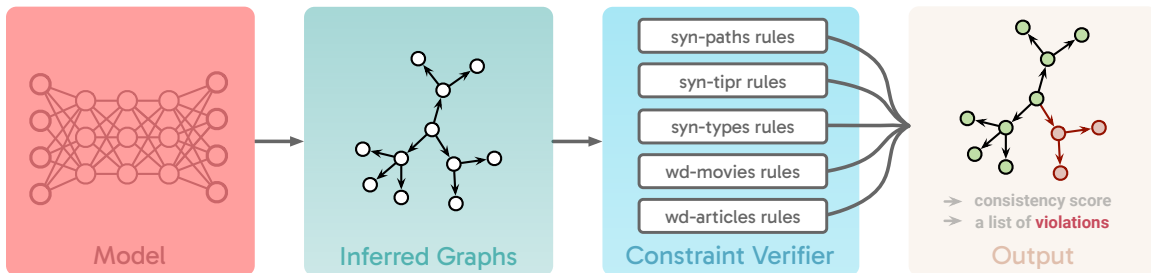 Model
Inferred Graphs
syn-paths rules
syn-tipr rules
syn-types rules
wd-movies rules
wd-articles rules
Constraint Verifier
consistency score
a list of violations
Output